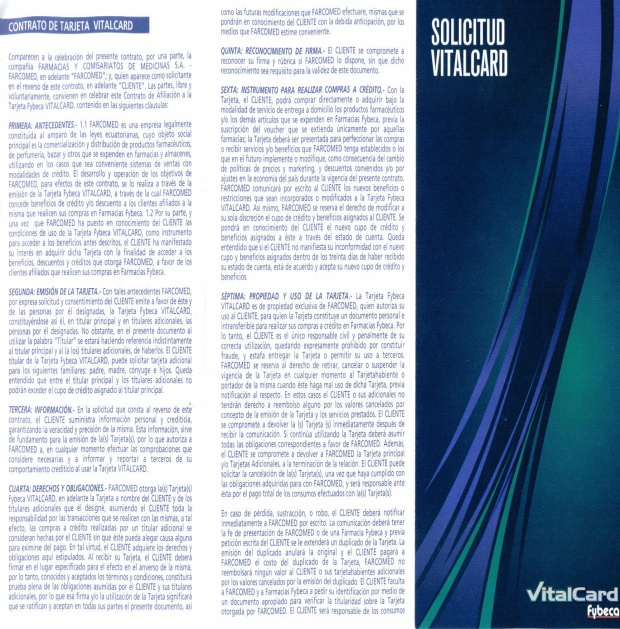 CONTRATO DE TARJETA VITALCARD
Comparecen a la celebración del presente contrato, por una parte, la
compañía FARMACIAS Y COMISARIATOS DE MEDICINAS S.A. -
FARCOMED, en adelante "FARCOMED"; y, quien aparece como solicitante
en el reverso de este contrato, en adelante "CLIENTE". Las partes, libre y
voluntariamente, convienen en celebrar este Contrato de Afiliación a la
Tarjeta Fybeca VITALCARD, contenido en las siguientes cláusulas:
PRIMERA: ANTECEDENTES.- 1.1 FARCOMED es una empresa legalmente
constituida al amparo de las leyes ecuatorianas, cuyo objeto social
principal es la comercialización y distribución de productos farmacéuticos,
de perfumería, bazar y otros que se expenden en farmacias y almacenes,
utilizando en los casos que sea conveniente sistemas de ventas con
modalidades de crédito. El desarrollo y operación de los objetivos de
FARCOMED, para efectos de este contrato, se lo realiza a través de la
emisión de la Tarjeta Fybeca VITALCARD, a través de la cual FARCOMED
concede beneficios de crédito y/o descuento a los clientes afiliados a la
misma que realicen sus compras en Farmacias Fybeca. 1.2 Por su parte, y
una vez que FARCOMED ha puesto en conocimiento del CLIENTE las
condiciones de uso de la Tarjeta Fybeca VITALCARD, como instrumento
para acceder a los beneficios antes descritos, el CLIENTE ha manifestado
su interés en adquirir dicha Tarjeta con la finalidad de acceder a los
beneficios, descuentos y créditos que otorga FARCOMED, a favor de los
clientes afiliados que realicen sus compras en Farmacias Fybeca.
SEGUNDA: EMISIÓN DE LA TARJETA.- Con tales antecedentes FARCOMED,
por expresa solicitud y consentimiento del CLIENTE emite a favor de éste y
de las personas por él designadas, la Tarjeta Fybeca VITALCARD,
constituyéndose así él, en titular principal y en titulares adicionales, las
personas por él designadas. No obstante, en el presente documento al
utilizar la palabra "Titular" se estará haciendo referencia indistintamente
al titular principal y al (a los) titulares adicionales, de haberlos. El CLIENTE
titular de la Tarjeta Fybeca VITALCARD, puede solicitar tarjeta adicional
para los siguientes familiares: padre, madre, cónyuge e hijos. Queda
entendido que entre el titular principal y los titulares adicionales no
podrán exceder el cupo de crédito asignado al titular principal.
TERCERA: INFORMACIÓN.- En la solicitud que consta al reverso de este
contrato, el CLIENTE suministra información personal y crediticia,
garantizando la veracidad y precisión de la misma. Esta información, sirve
de fundamento para la emisión de la(s) Tarjeta(s), por lo que autoriza a
FARCOMED a, en cualquier momento efectuar las comprobaciones que
considere necesarias y a informar y reportar a terceros de su
comportamiento crediticio al usar la Tarjeta VITALCARD.
CUARTA: DERECHOS Y OBLIGACIONES.- FARCOMED otorga la(s) Tarjeta(s)
Fybeca VITALCARD, en adelante la Tarjeta a nombre del CLIENTE y de los
titulares adicionales que él designe, asumiendo el CLIENTE toda la
responsabilidad por las transacciones que se realicen con las mismas, a tal
efecto, las compras a crédito realizadas por un titular adicional se
consideran hechas por el CLIENTE sin que éste pueda alegar causa alguna
para eximirse del pago. En tal virtud, el CLIENTE adquiere los derechos y
obligaciones aquí estipulados. Al recibir su Tarjeta, el CLIENTE deberá
firmar en el lugar especificado para el efecto en el anverso de la misma,
por lo tanto, conocidos y aceptados los términos y condiciones, constituirá
prueba plena de las obligaciones asumidas por el CLIENTE y sus titulares
adicionales, por lo que esa firma y/o la utilización de la Tarjeta significará
que se ratifican y aceptan en todas sus partes el presente documento, así
como las futuras modificaciones que FARCOMED efectuare, mismas que se
pondrán en conocimiento del CLIENTE con la debida anticipación, por los
medios que FARCOMED estime conveniente.
QUINTA: RECONOCIMIENTO DE FIRMA.- El CLIENTE se compromete a
reconocer su firma y rúbrica si FARCOMED lo dispone, sin que dicho
reconocimiento sea requisito para la validez de este documento.
SEXTA: INSTRUMENTO PARA REALIZAR COMPRAS A CRÉDITO.- Con la
Tarjeta, el CLIENTE, podrá comprar directamente o adquirir bajo la
modalidad de servicio de entrega a domicilio los productos farmacéuticos
y/o los demás artículos que se expenden en Farmacias Fybeca, previa la
suscripción del voucher que se extienda únicamente por aquellas
farmacias; la Tarjeta deberá ser presentada para perfeccionar las compras
o recibir servicios y/o beneficios que FARCOMED tenga establecidos o los
que en el futuro implemente o modifique, como consecuencia del cambio
de políticas de precios y marketing, y descuentos convenidos y/o por
ajustes en la economía del país durante la vigencia del presente contrato.
FARCOMED comunicará por escrito al CLIENTE los nuevos beneficios o
restricciones que sean incorporados o modificados a la Tarjeta Fybeca
VITALCARD. Así mismo, FARCOMED se reserva el derecho de modificar a
su sola discreción el cupo de crédito y beneficios asignados al CLIENTE. Se
pondrá en conocimiento del CLIENTE el nuevo cupo de crédito y
beneficios asignados a éste a través del estado de cuenta. Queda
entendido que si el CLIENTE no manifiesta su inconformidad con el nuevo
cupo y beneficios asignados dentro de los treinta días de haber recibido
su estado de cuenta, está de acuerdo y acepta su nuevo cupo de crédito y
beneficios.
SÉPTIMA: PROPIEDAD Y USO DE LA TARJETA.- La Tarjeta Fybeca
VITALCARD es de propiedad exclusiva de FARCOMED, quien autoriza su
uso al CLIENTE, para quien la Tarjeta constituye un documento personal e
intransferible para realizar sus compras a crédito en Farmacias Fybeca. Por
lo tanto, el CLIENTE es el único responsable civil y penalmente de su
correcta utilización, quedando expresamente prohibido por constituir
fraude, y estafa entregar la Tarjeta o permitir su uso a terceros.
FARCOMED se reserva al derecho de retirar, cancelar o suspender la
vigencia de la Tarjeta en cualquier momento al Tarjetahabiente o
portador de la misma cuando éste haga mal uso de dicha Tarjeta, previa
notificación al respecto. En estos casos el CLIENTE o sus adicionales no
tendrán derecho a reembolso alguno por los valores cancelados por
concepto de la emisión de la Tarjeta y los servicios prestados. El CLIENTE
se compromete a devolver la (s) Tarjeta (s) inmediatamente después de
recibir la comunicación. Si continúa utilizando la Tarjeta deberá asumir
todas las obligaciones correspondientes a favor de FARCOMED. Además,
el CLIENTE se compromete a devolver a FARCOMED la Tarjeta principal
y/o Tarjetas Adicionales, a la terminación de la relación. El CLIENTE puede
solicitar la cancelación de la(s) Tarjeta(s), una vez que haya cumplido con
las obligaciones adquiridas para con FARCOMED, y será responsable ante
ésta por el pago total de los consumos efectuados con la(s) Tarjeta(s).
En caso de pérdida, sustracción, o robo, el CLIENTE deberá notificar
inmediatamente a FARCOMED por escrito. La comunicación deberá tener
la fe de presentación de FARCOMED o de una Farmacia Fybeca y previa
petición escrita del CLIENTE se le extenderá un duplicado de la Tarjeta. La
emisión del duplicado anulará la original y el CLIENTE pagará a
FARCOMED el costo del duplicado de la Tarjeta, FARCOMED no
reembolsará ningún valor al CLIENTE o sus tarjetahabientes adicionales
por los valores cancelados por la emisión del duplicado. El CLIENTE faculta
a FARCOMED y a Farmacias Fybeca a pedir su identificación por medio de
un documento apropiado para verificar la titularidad sobre la Tarjeta
otorgada por FARCOMED. El CLIENTE será responsable de los consumos
SOLICITUD
VITALCARD
VitalCard
Fybeca